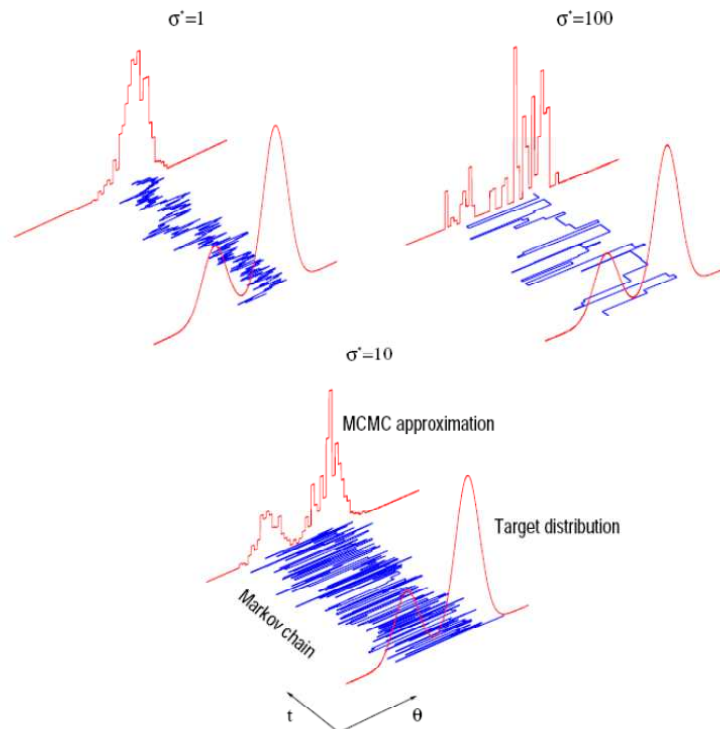 σ*=1
σ*=100
σ*=10
MCMC approximation
Target distribution
Markov chain
t
θ